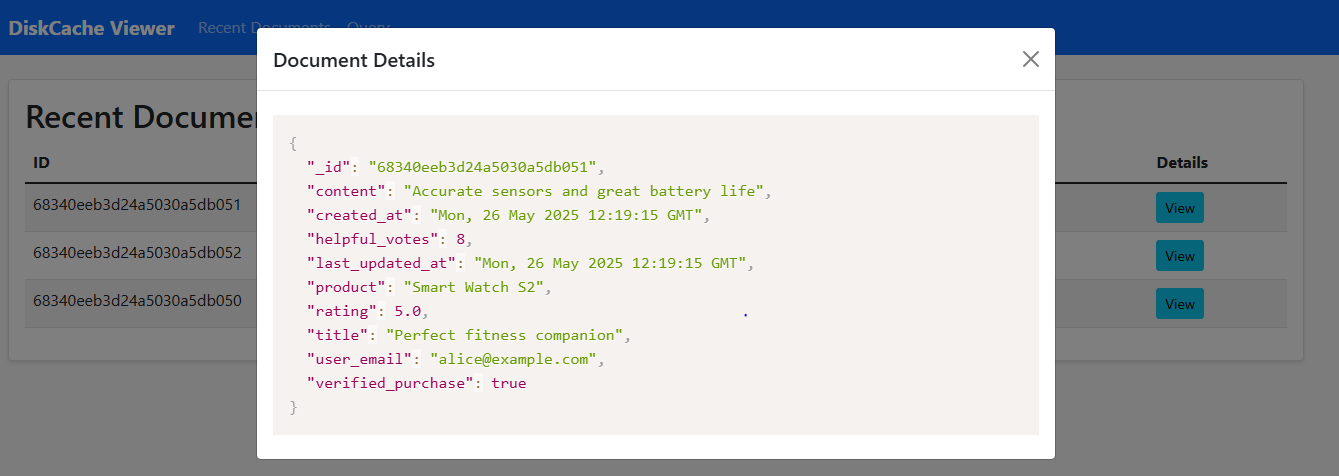 DiskCache Viewer Recent Documents Query
Document Details
Recent Documen
ID Details
{
"_id": "68340eeb3d24a5030a5db051",
"content": "Accurate sensors and great battery life",
"created_at": "Mon, 26 May 2025 12:19:15 GMT",
"helpful_votes": 8,
"last_updated_at": "Mon, 26 May 2025 12:19:15 GMT",
"product": "Smart Watch S2",
"rating": 5.0,
"title": "Perfect fitness companion",
"user_email": "alice@example.com",
"verified_purchase": true
}
68340eeb3d24a5030a5db051 View
68340eeb3d24a5030a5db052 View
68340eeb3d24a5030a5db050 View